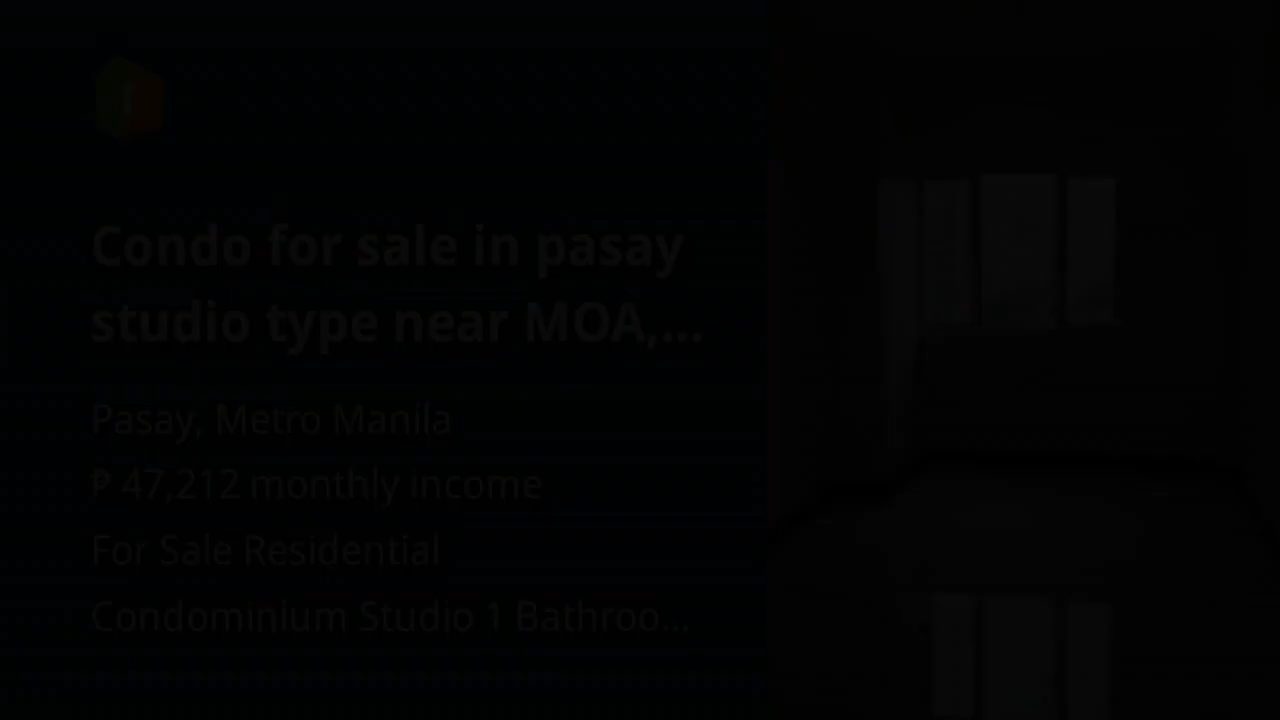 Condo for sale in pasay
studio type near MOA,...
Pasay, Metro Manila
₱ 47,212 monthly income
For Sale Residential
Condominium Studio 1 Bathroo...